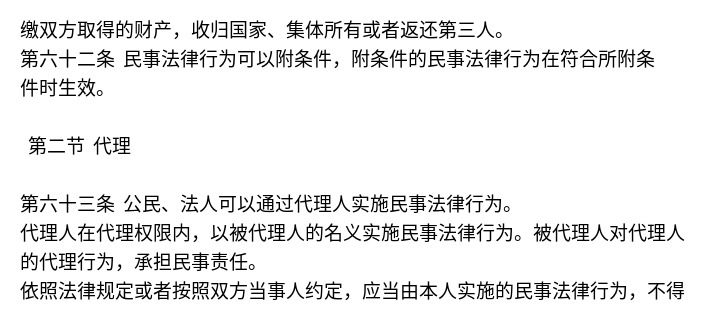 缴双方取得的财产，收归国家、集体所有或者返还第三人。
第六十二条 民事法律行为可以附条件，附条件的民事法律行为在符合所附条
件时生效。
第二节 代理
第六十三条 公民、法人可以通过代理人实施民事法律行为。
代理人在代理权限内，以被代理人的名义实施民事法律行为。被代理人对代理人
的代理行为，承担民事责任。
依照法律规定或者按照双方当事人约定，应当由本人实施的民事法律行为，不得